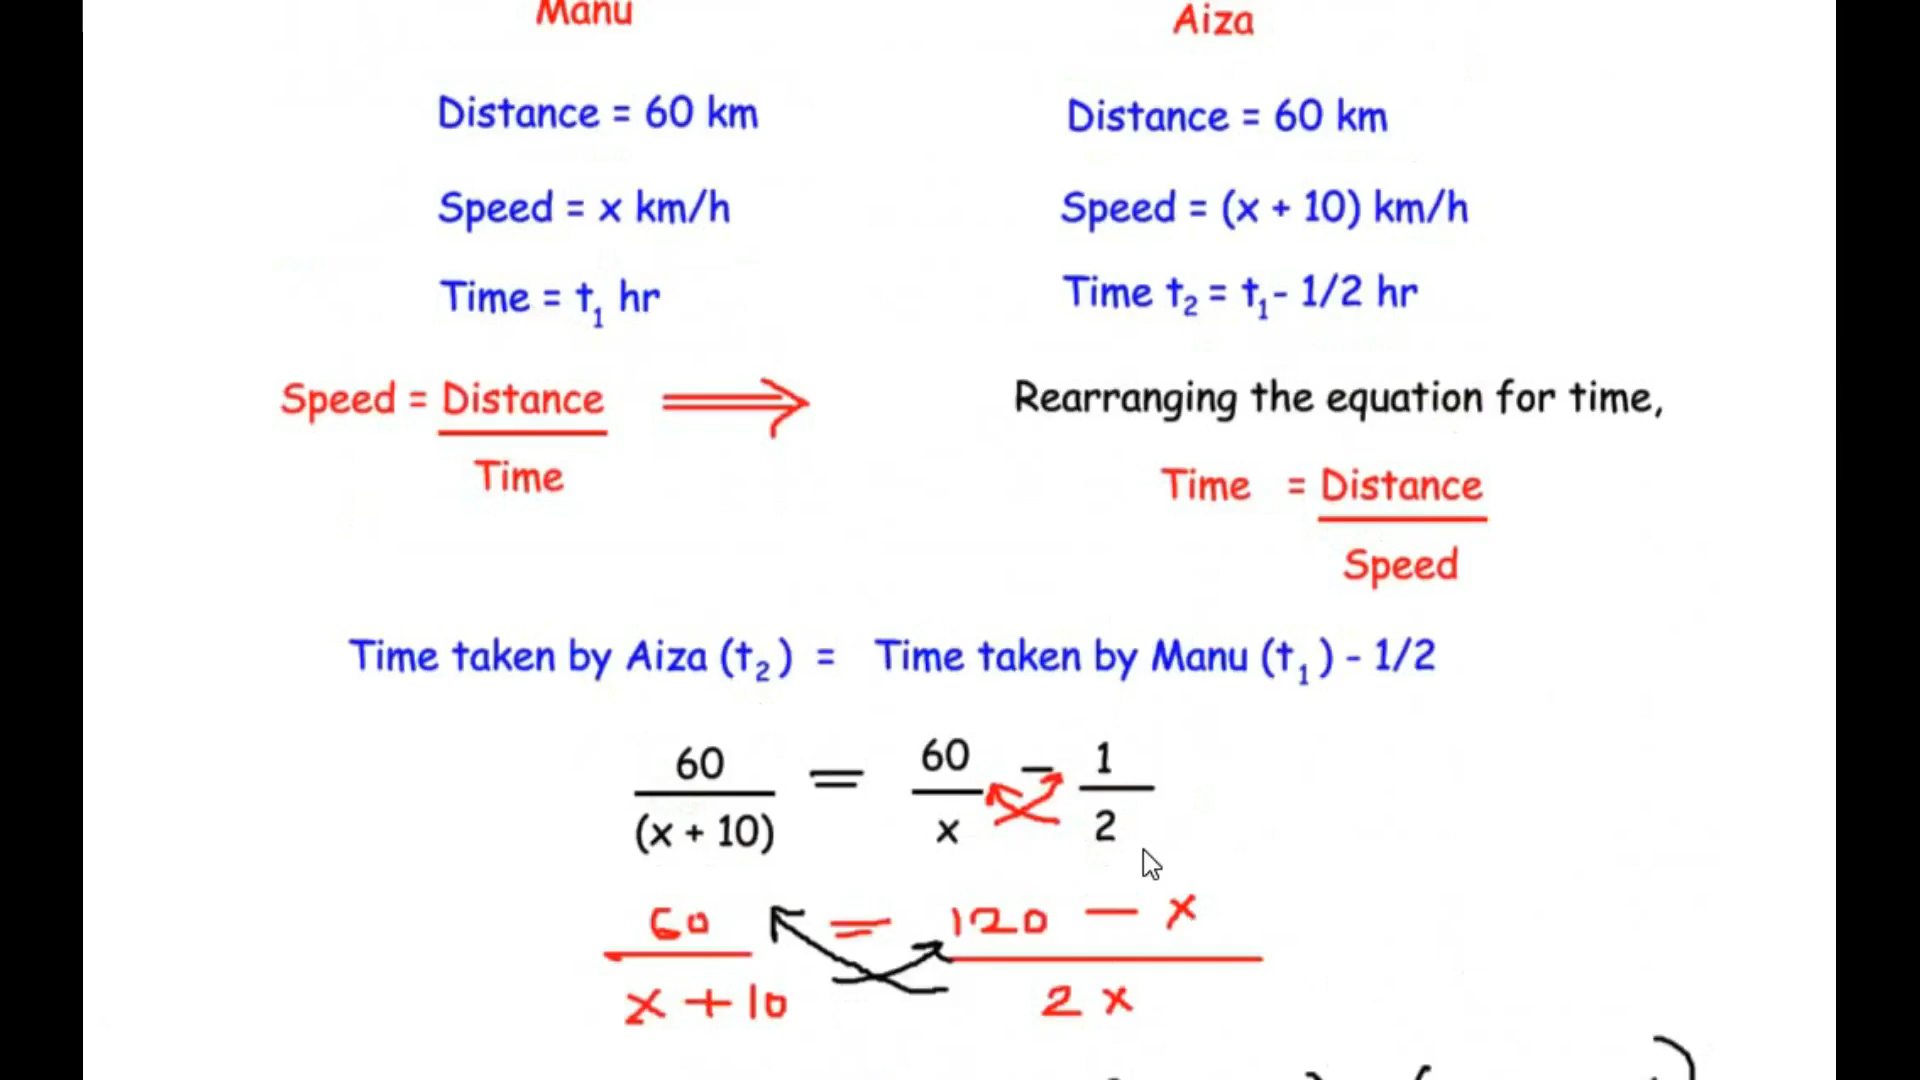 Manu Aiza
Distance = 60 km Distance = 60 km
Speed = x km/h Speed = (x + 10) km/h
Time = t₁ hr Time t₂ = t₁ - 1/2 hr
Speed = Distance Rearranging the equation for time,
Time
Time = Distance
Speed
Time taken by Aiza (t₂) = Time taken by Manu (t₁) - 1/2
60 = 60 - 1
(x + 10) x 2
60 = 120 - x
x + 10 2x